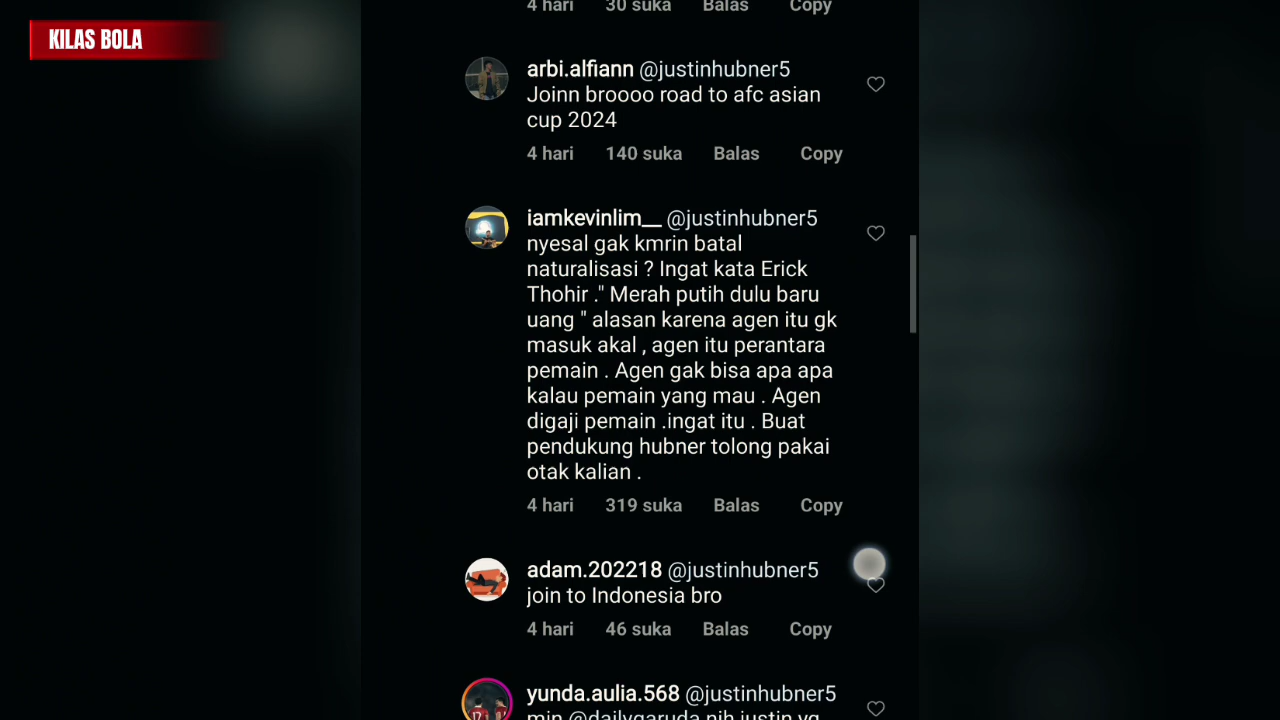 KILAS BOLA
4 hari 30 suka Balas Copy
arbi.alfiann @justinhubner5
Joinn broooo road to afc asian
cup 2024
4 hari 140 suka Balas Copy
iamkevinlim__ @justinhubner5
nyesal gak kmrin batal
naturalisasi ? Ingat kata Erick
Thohir ." Merah putih dulu baru
uang " alasan karena agen itu gk
masuk akal , agen itu perantara
pemain . Agen gak bisa apa apa
kalau pemain yang mau . Agen
digaji pemain .ingat itu . Buat
pendukung hubner tolong pakai
otak kalian .
4 hari 319 suka Balas Copy
adam.202218 @justinhubner5
join to Indonesia bro
4 hari 46 suka Balas Copy
yunda.aulia.568 @justinhubner5
min @dailygaruda nih justin yg